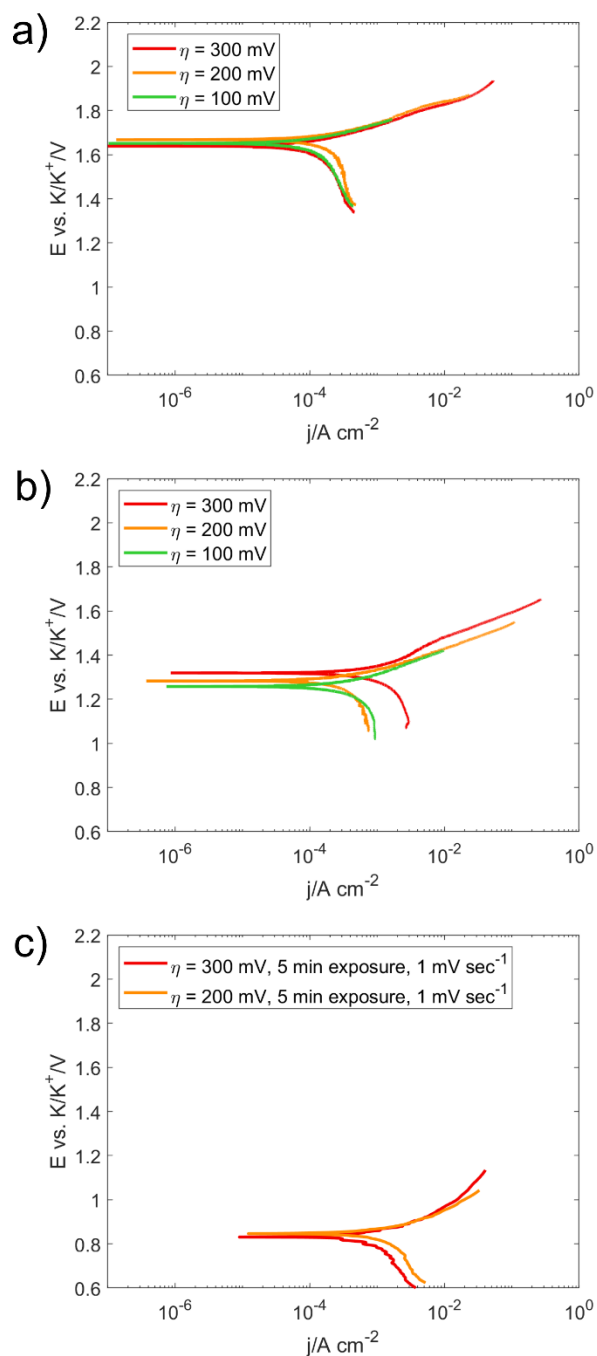 a)
η = 300 mV
η = 200 mV
η = 100 mV
2.2
2
1.8
1.6
1.4
1.2
1
0.8
0.6
E vs. K/K⁺/V
10⁻⁶ 10⁻⁴ 10⁻² 10⁰
j/A cm⁻²
b)
η = 300 mV
η = 200 mV
η = 100 mV
2.2
2
1.8
1.6
1.4
1.2
1
0.8
0.6
E vs. K/K⁺/V
10⁻⁶ 10⁻⁴ 10⁻² 10⁰
j/A cm⁻²
c)
η = 300 mV, 5 min exposure, 1 mV sec⁻¹
η = 200 mV, 5 min exposure, 1 mV sec⁻¹
2.2
2
1.8
1.6
1.4
1.2
1
0.8
0.6
E vs. K/K⁺/V
10⁻⁶ 10⁻⁴ 10⁻² 10⁰
j/A cm⁻²